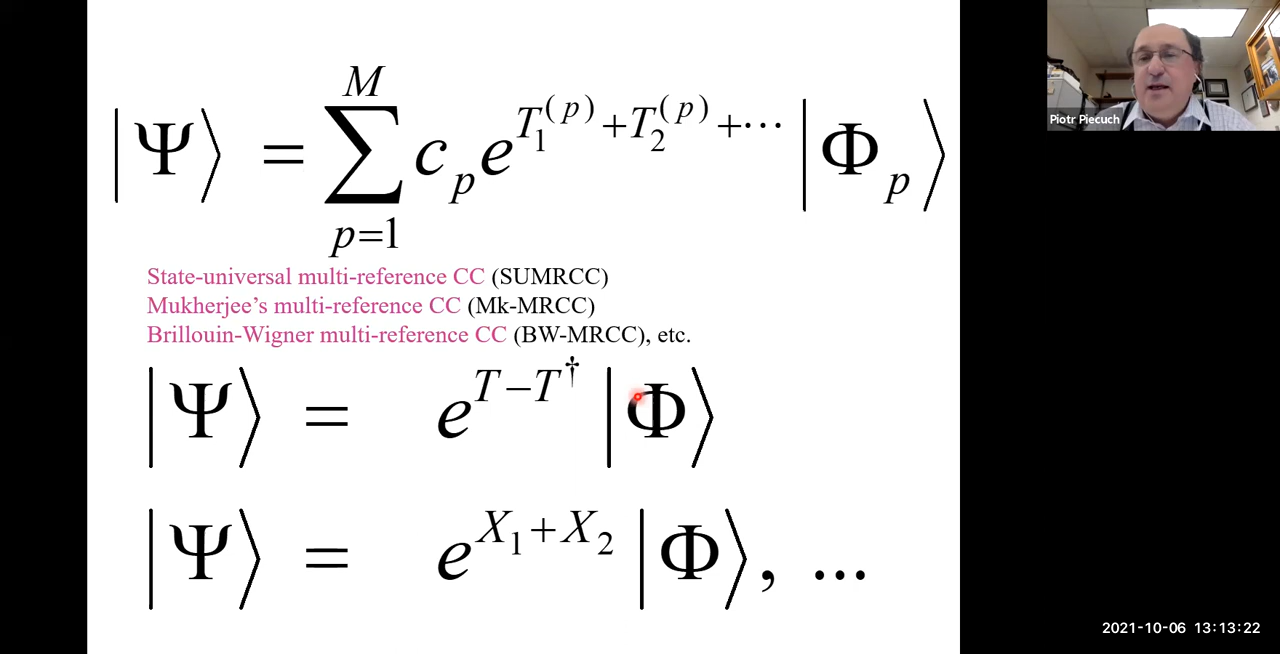 |Ψ⟩ = ∑_{p=1}^{M} c_p e^{T_1^{(p)}+T_2^{(p)}+⋯} |Φ_p⟩
Piotr Piecuch
State-universal multi-reference CC (SUMRCC)
Mukherjee’s multi-reference CC (Mk-MRCC)
Brillouin-Wigner multi-reference CC (BW-MRCC), etc.
|Ψ⟩ = e^{T−T^†} |Φ⟩
|Ψ⟩ = e^{X_1+X_2} |Φ⟩, ...
2021-10-06 13:13:22